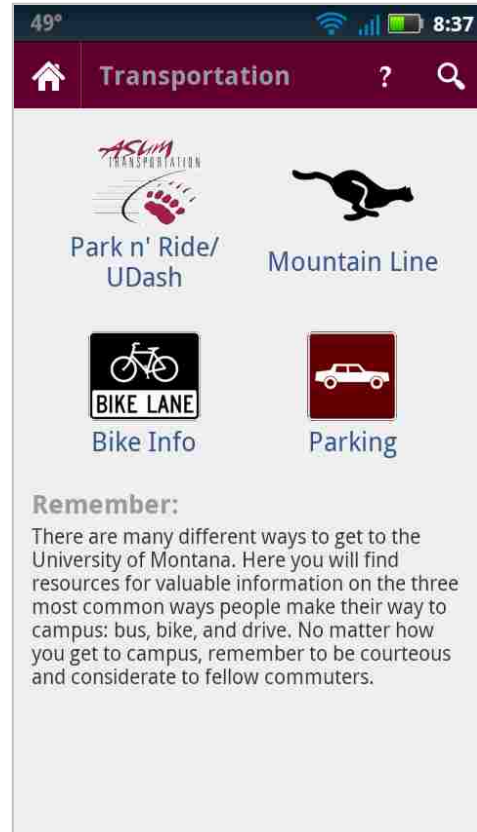 49° 8:37
Transportation ?
ASUM
TRANSPORTATION
Park n' Ride/
UDash
Mountain Line
BIKE LANE
Bike Info
Parking
Remember:
There are many different ways to get to the
University of Montana. Here you will find
resources for valuable information on the three
most common ways people make their way to
campus: bus, bike, and drive. No matter how
you get to campus, remember to be courteous
and considerate to fellow commuters.